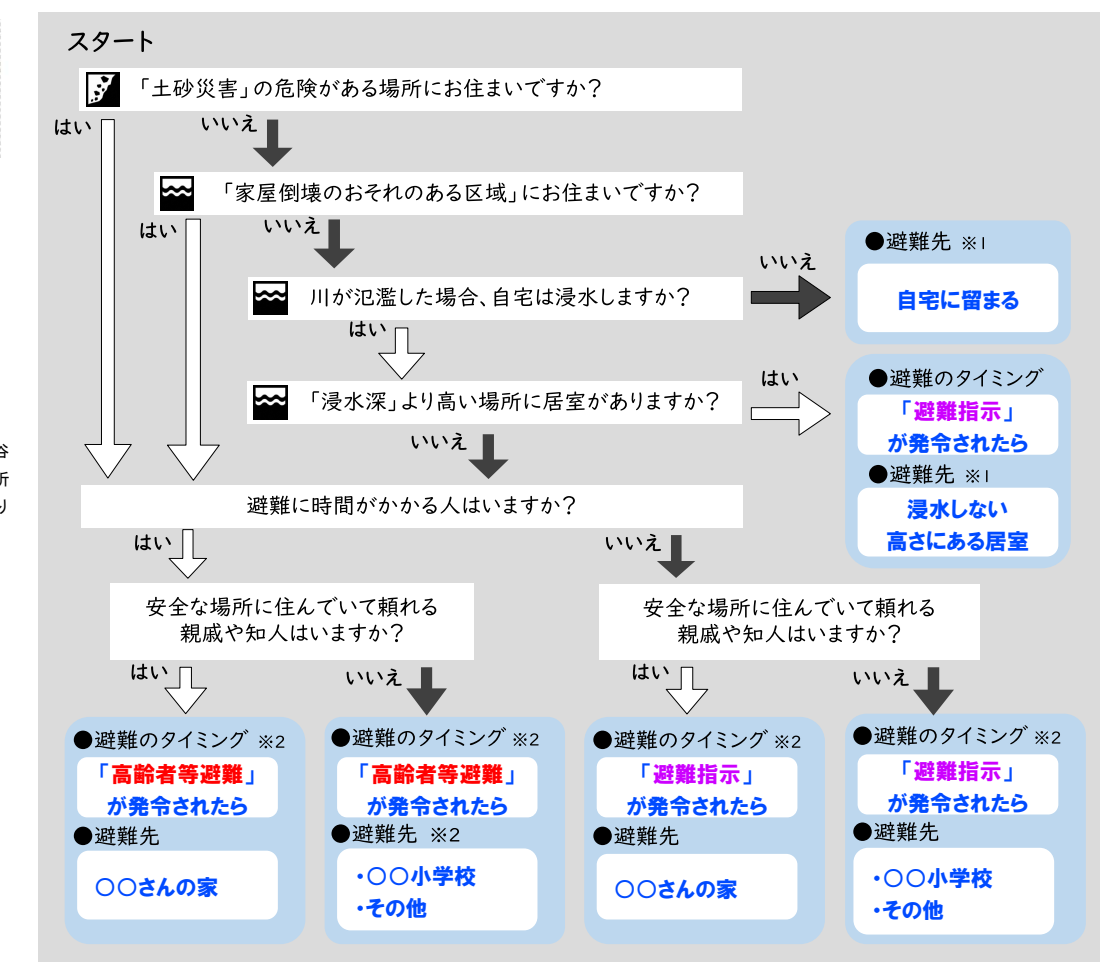 スタート
「土砂災害」の危険がある場所にお住まいですか?
はい
いいえ
「家屋倒壊のおそれのある区域」にお住まいですか?
はい
いいえ
川が氾濫した場合、自宅は浸水しますか?
いいえ
はい
●避難先 ※1
自宅に留まる
「浸水深」より高い場所に居室がありますか?
はい
いいえ
●避難のタイミング
「避難指示」
が発令されたら
●避難先 ※1
浸水しない
高さにある居室
避難に時間がかかる人はいますか?
はい
いいえ
安全な場所に住んでいて頼れる
親戚や知人はいますか?
はい
いいえ
安全な場所に住んでいて頼れる
親戚や知人はいますか?
はい
いいえ
●避難のタイミング ※2
「高齢者等避難」
が発令されたら
●避難先
〇〇さんの家
●避難のタイミング ※2
「高齢者等避難」
が発令されたら
●避難先 ※2
・〇〇小学校
・その他
●避難のタイミング ※2
「避難指示」
が発令されたら
●避難先
〇〇さんの家
●避難のタイミング ※2
「避難指示」
が発令されたら
●避難先
・〇〇小学校
・その他